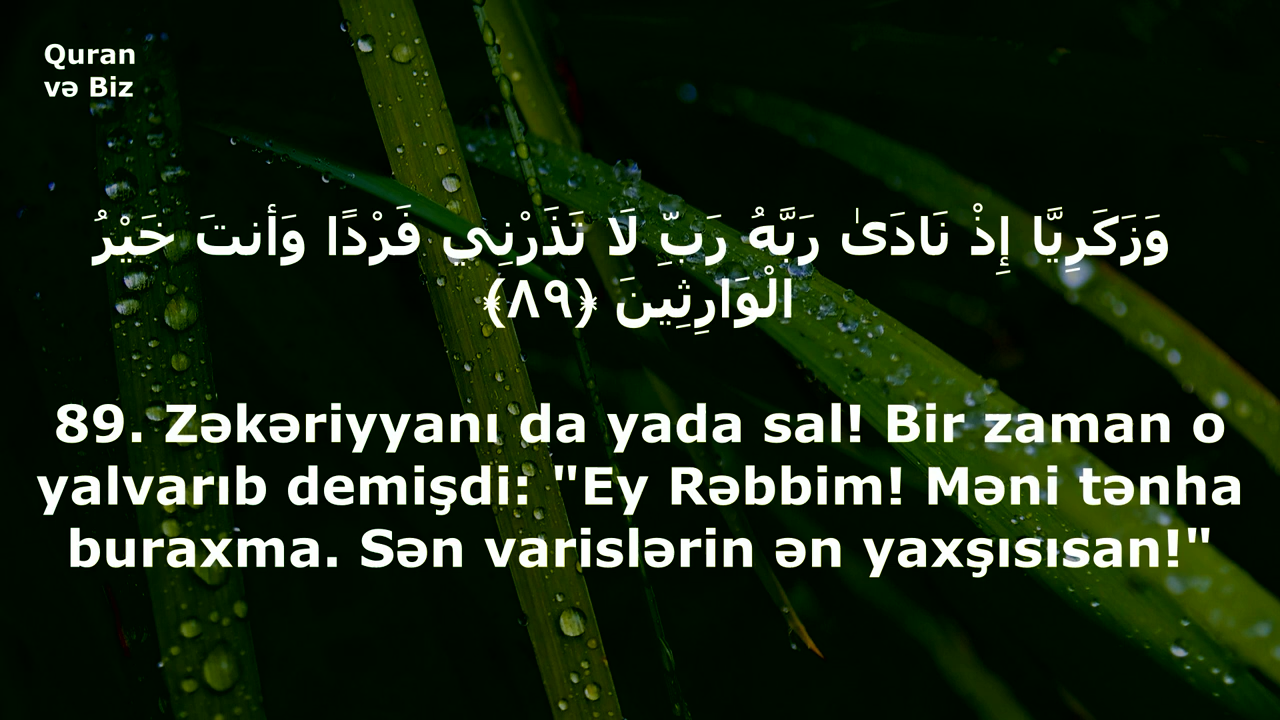 Quran
və Biz
وَزَكَرِيَّا إِذْ نَادَىٰ رَبَّهُ رَبِّ لَا تَذَرْنِي فَرْدًا وَأنتَ خَيْرُ
الْوَارِثِينَ ﴿٨٩﴾
89. Zəkəriyyanı da yada sal! Bir zaman o
yalvarıb demişdi: "Ey Rəbbim! Məni tənha
buraxma. Sən varislərin ən yaxşısısan!"